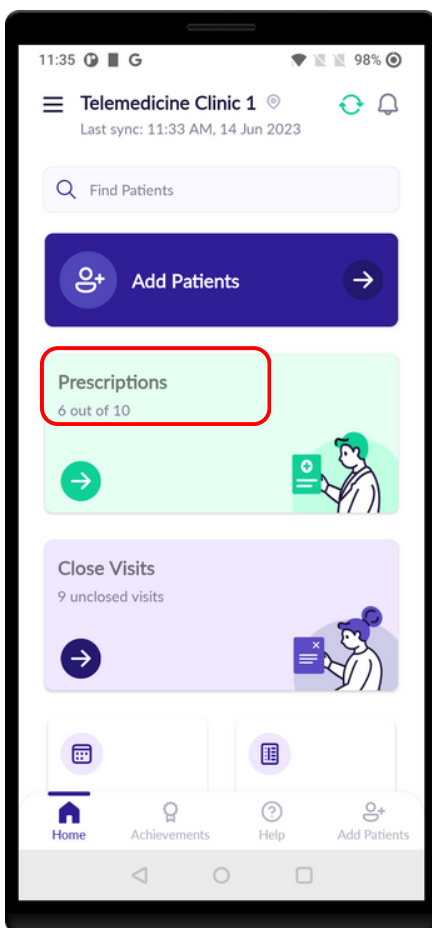 11:35 G 98%
Telemedicine Clinic 1
Last sync: 11:33 AM, 14 Jun 2023
Find Patients
Add Patients
Prescriptions
6 out of 10
Close Visits
9 unclosed visits
Home Achievements Help Add Patients